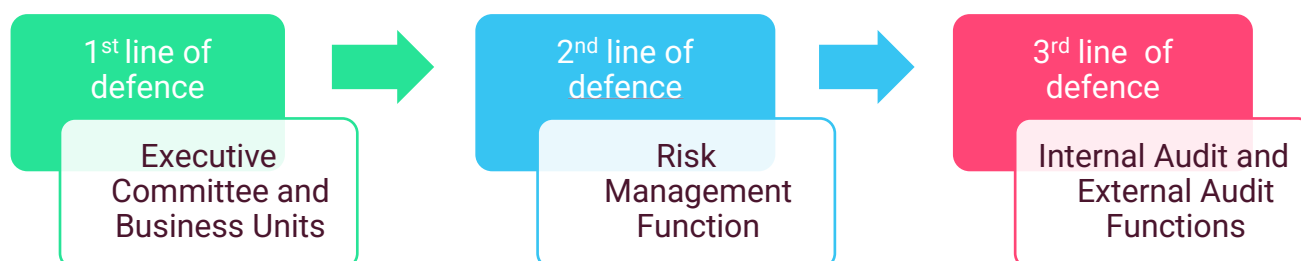 1st line of
defence
Executive
Committee and
Business Units
2nd line of
defence
Risk
Management
Function
3rd line of
defence
Internal Audit and
External Audit
Functions